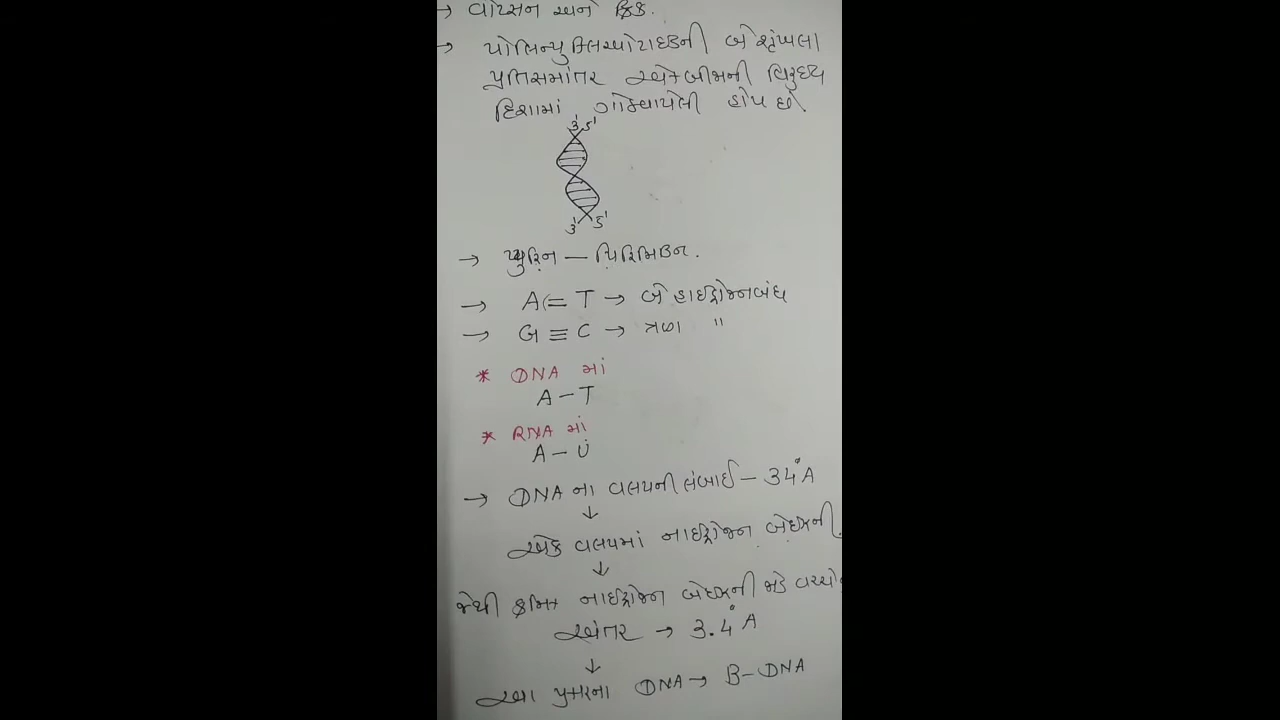 → વોટસન અને ક્રિક.
→ પોલિન્યુક્લિઓટાઇડની બે શૃંખલા
પ્રતિસમાંતર એકબીજાની વિરુદ્ધ
દિશામાં ગોઠવાયેલી હોય છે.
3' 5'
3' 5'
→ પ્યુરિન — પિરિમિડિન.
→ A = T → બે હાઇડ્રોજનબંધ
→ G ≡ C → ત્રણ "
* DNA માં
A – T
* RNA માં
A – U
→ DNA ના વલયની લંબાઈ – 34°A
↓
એક વલયમાં નાઇટ્રોજન બેઇઝની
↓
જેથી ક્રમિક નાઇટ્રોજન બેઇઝની જોડ વચ્ચેનું
અંતર → 3.4°A
↓
આ પ્રકારના DNA → B-DNA